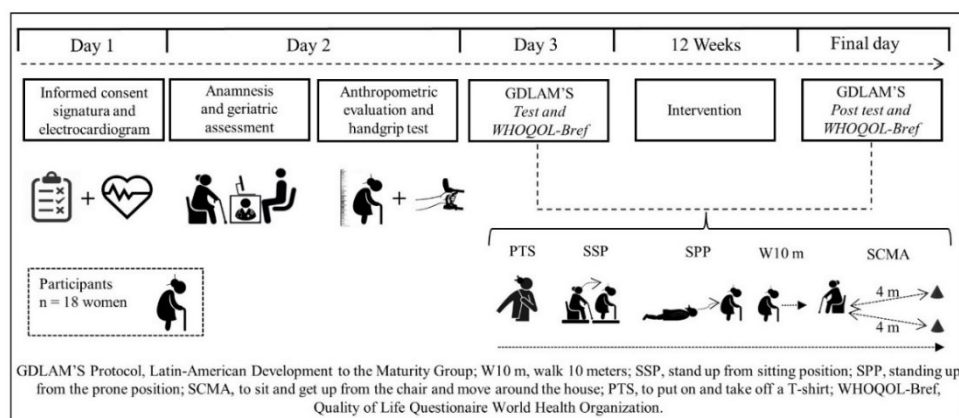 Day 1
Day 2
Day 3
12 Weeks
Final day
Informed consent
signatura and
electrocardiogram
Anamnesis
and geriatric
assessment
Anthropometric
evaluation and
handgrip test
GDLAM'S
Test and
WHOQOL-Bref
Intervention
GDLAM'S
Post test and
WHOQOL-Bref
Participants
n = 18 women
PTS
SSP
SPP
W10 m
SCMA
4 m
4 m
GDLAM'S Protocol, Latin-American Development to the Maturity Group; W10 m, walk 10 meters; SSP, stand up from sitting position; SPP, standing up
from the prone position; SCMA, to sit and get up from the chair and move around the house; PTS, to put on and take off a T-shirt; WHOQOL-Bref,
Quality of Life Questionaire World Health Organization.